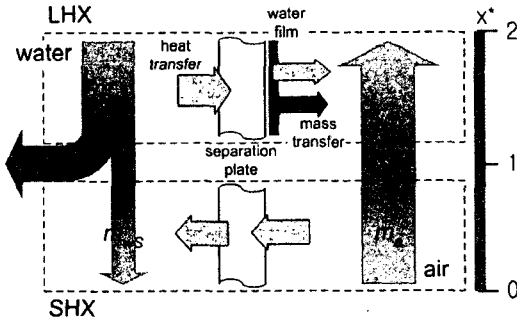 LHX
water
heat
transfer
water
film
mass
transfer
separation
plate
air
SHX
x*
2
1
0